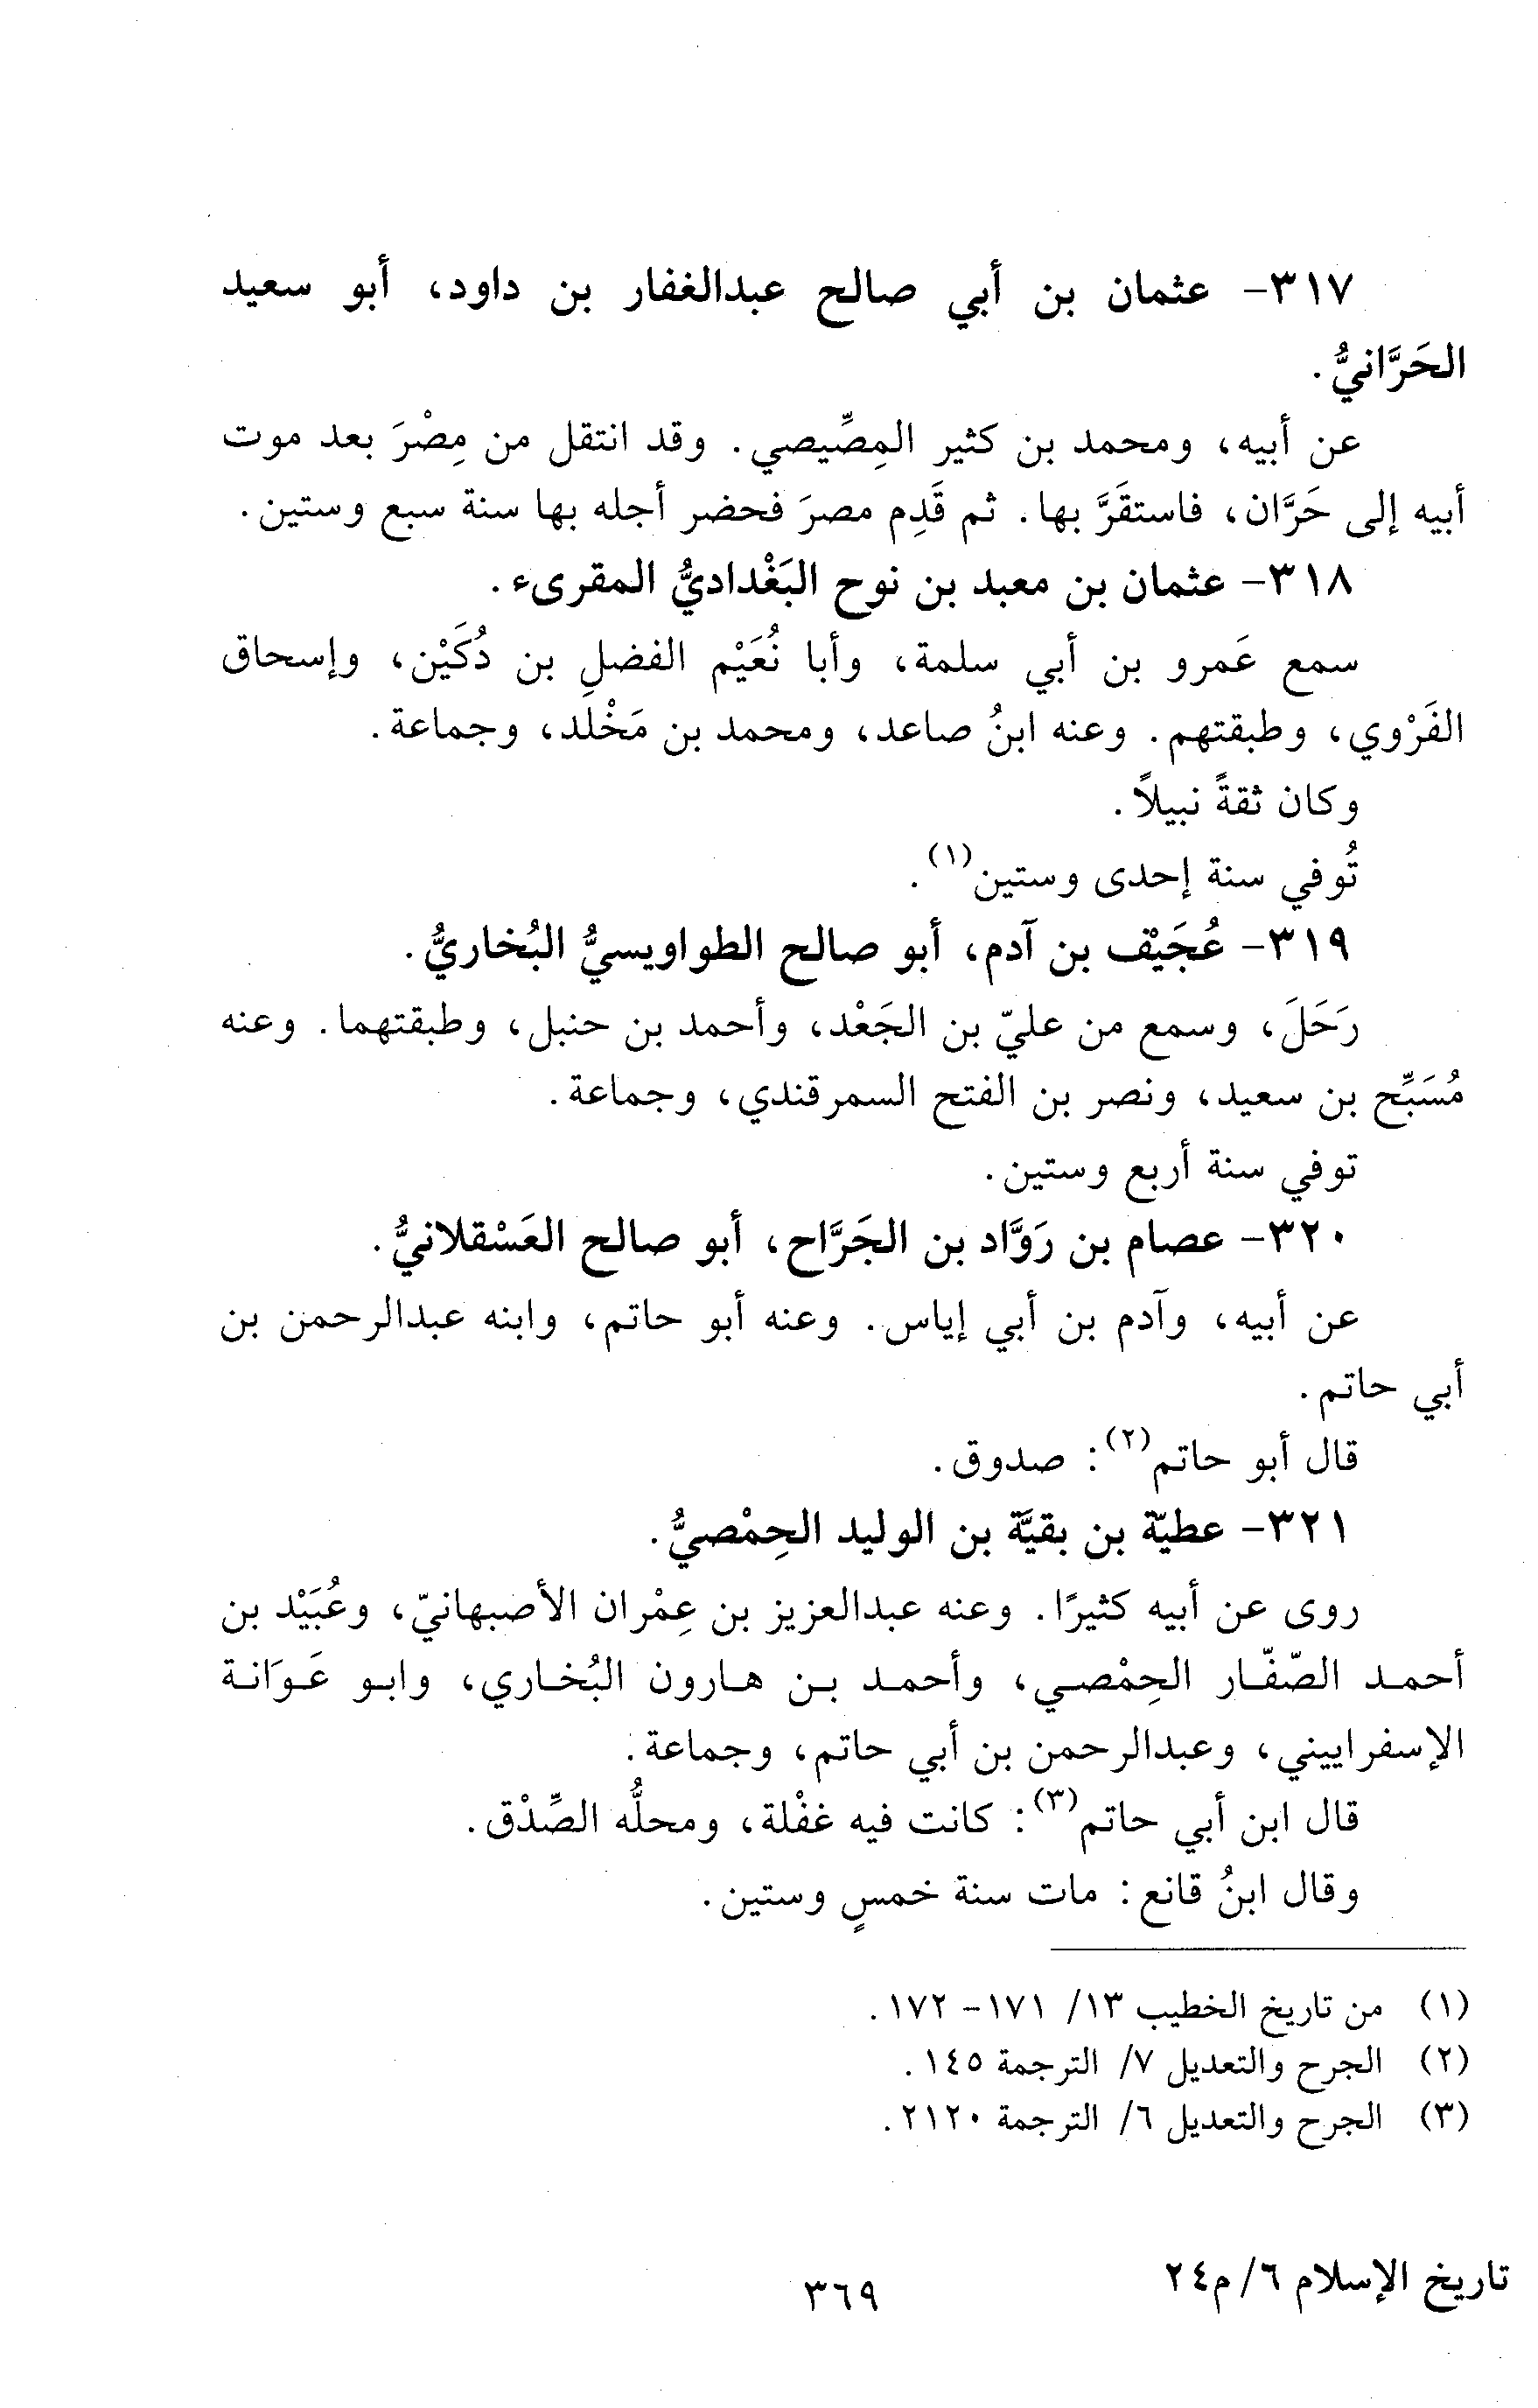 ٣١٧- عثمان بن أبي صالح عبدالغفار بن داود، أبو سعيد
الحَرَّانيُّ.
عن أبيه، ومحمد بن كثير المِصِّيصي. وقد انتقل من مِصْرَ بعد موت
أبيه إلى حَرَّان، فاستقَرَّ بها. ثم قَدِم مصرَ فحضر أجله بها سنة سبع وستين.
٣١٨- عثمان بن معبد بن نوح البَغْداديُّ المقرىء.
سمع عَمرو بن أبي سلمة، وأبا نُعَيْم الفضلِ بن دُكَيْن، وإسحاق
الفَرْوي، وطبقتهم. وعنه ابنُ صاعد، ومحمد بن مَخْلَد، وجماعة.
وكان ثقةً نبيلاً.
تُوفي سنة إحدى وستين(١).
٣١٩- عُجَيْف بن آدم، أبو صالح الطواويسيُّ البُخاريُّ.
رَحَلَ، وسمع من عليّ بن الجَعْد، وأحمد بن حنبل، وطبقتهما. وعنه
مُسَبِّح بن سعيد، ونصر بن الفتح السمرقندي، وجماعة.
توفي سنة أربع وستين.
٣٢٠- عصام بن رَوَّاد بن الجَرَّاح، أبو صالح العَسْقلانيُّ.
عن أبيه، وآدم بن أبي إياس. وعنه أبو حاتم، وابنه عبدالرحمن بن
أبي حاتم.
قال أبو حاتم(٢): صدوق.
٣٢١- عطيّة بن بقيَّة بن الوليد الحِمْصيُّ.
روى عن أبيه كثيرًا. وعنه عبدالعزيز بن عِمْران الأصبهانيّ، وعُبَيْد بن
أحمد الصّفّار الحِمْصي، وأحمد بن هارون البُخاري، وابو عَوَانة
الإسفراييني، وعبدالرحمن بن أبي حاتم، وجماعة.
قال ابن أبي حاتم(٣): كانت فيه غفْلة، ومحلُّه الصِّدْق.
وقال ابنُ قانع: مات سنة خمسٍ وستين.
(١) من تاريخ الخطيب ١٣/ ١٧١- ١٧٢.
(٢) الجرح والتعديل ٧/ الترجمة ١٤٥.
(٣) الجرح والتعديل ٦/ الترجمة ٢١٢٠.
تاريخ الإسلام ٦/ م٢٤
٣٦٩